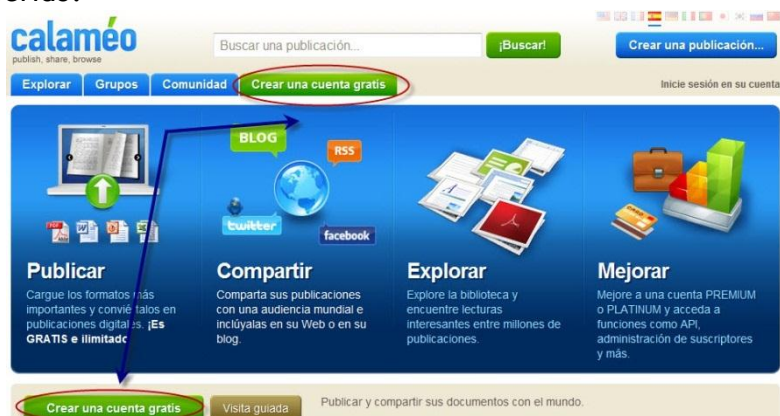 calaméo
publish, share, browse
Buscar una publicación...
¡Buscar!
Crear una publicación...
Explorar
Grupos
Comunidad
Crear una cuenta gratis
Inicie sesión en su cuenta
BLOG
RSS
twitter
facebook
PDF
Publicar
Cargue los formatos más
importantes y conviértalos en
publicaciones digitales. ¡Es
GRATIS e ilimitado
Compartir
Comparta sus publicaciones
con una audiencia mundial e
inclúyalas en su Web o en su
blog.
Explorar
Explore la biblioteca y
encuentre lecturas
interesantes entre millones de
publicaciones.
Mejorar
Mejore a una cuenta PREMIUM
o PLATINUM y acceda a
funciones como API,
administración de suscriptores
y más.
Crear una cuenta gratis
Visita guiada
Publicar y compartir sus documentos con el mundo.